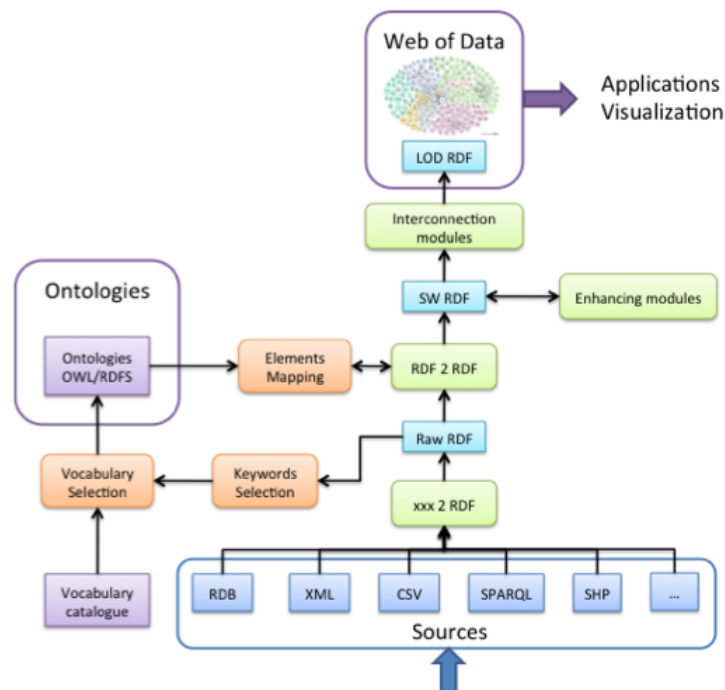 Web of Data
LOD RDF
Applications
Visualization
Interconnection
modules
Ontologies
SW RDF
Enhancing modules
Ontologies
OWL/RDFS
Elements
Mapping
RDF 2 RDF
Raw RDF
Vocabulary
Selection
Keywords
Selection
xxx 2 RDF
Vocabulary
catalogue
RDB
XML
CSV
SPARQL
SHP
...
Sources